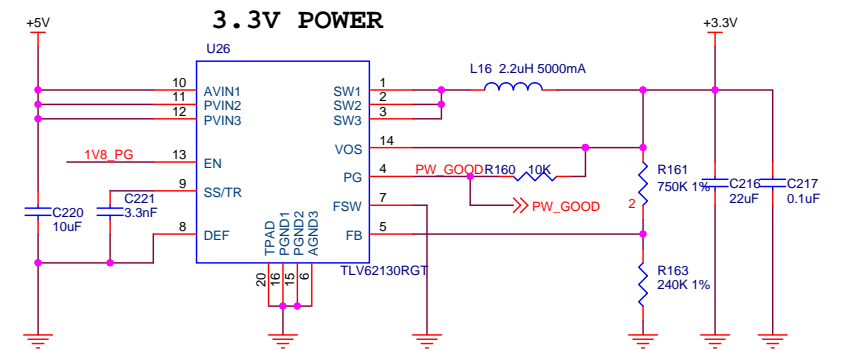 3.3V POWER
+5V
+3.3V
U26
L16 2.2uH 5000mA
10 AVIN1 SW1 1
11 PVIN2 SW2 2
12 PVIN3 SW3 3
VOS 14
1V8_PG 13 EN PG 4 PW_GOOD R160 10K
R161
750K 1%
2
9 SS/TR
FSW 7
PW_GOOD
C216
22uF
C217
0.1uF
C221
3.3nF
C220
10uF
8 DEF FB 5
TPAD PGND1 PGND2 AGND3
20 16 15 6
TLV62130RGT
R163
240K 1%